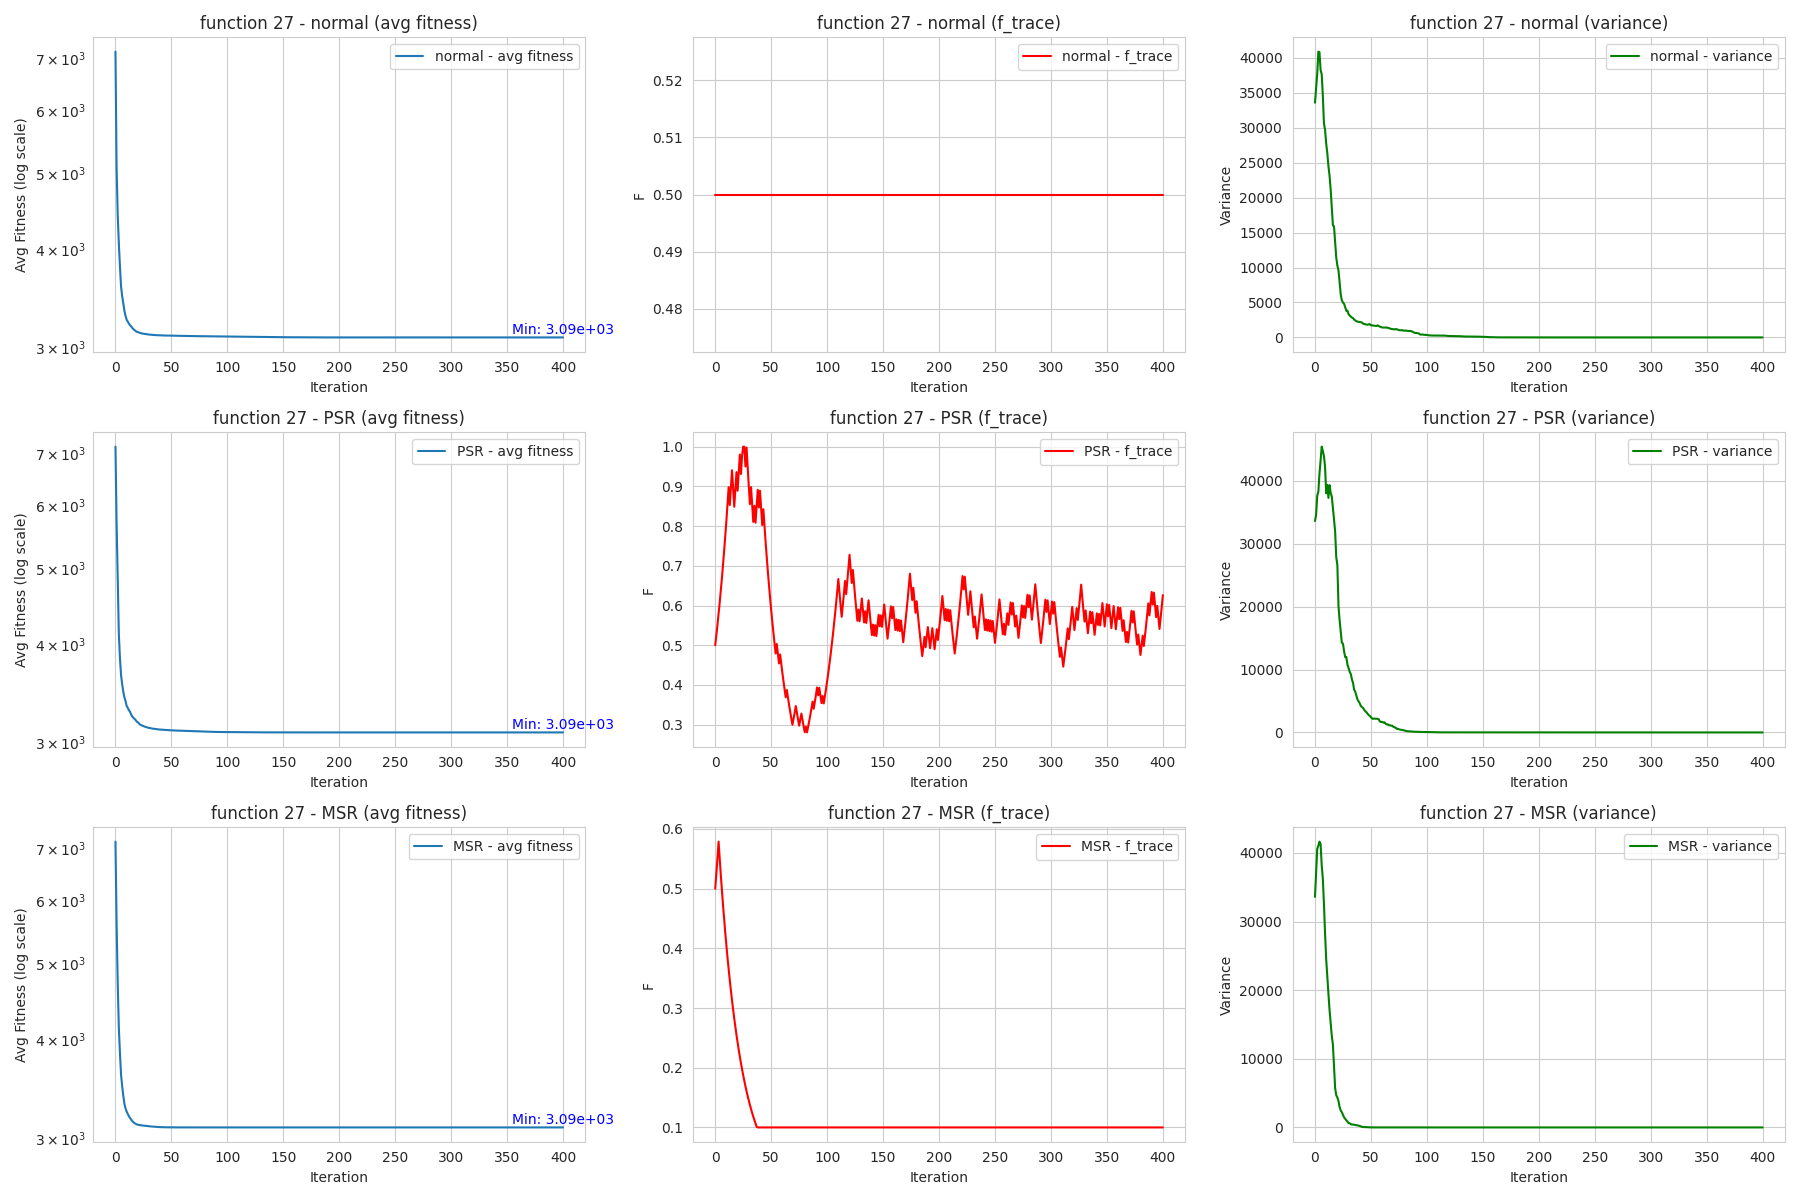 function 27 - normal (avg fitness)
normal - avg fitness
Avg Fitness (log scale)
7 × 10³
6 × 10³
5 × 10³
4 × 10³
3 × 10³
Min: 3.09e+03
0 50 100 150 200 250 300 350 400
Iteration
function 27 - normal (f_trace)
normal - f_trace
F
0.52
0.51
0.50
0.49
0.48
0 50 100 150 200 250 300 350 400
Iteration
function 27 - normal (variance)
normal - variance
Variance
40000
35000
30000
25000
20000
15000
10000
5000
0
0 50 100 150 200 250 300 350 400
Iteration
function 27 - PSR (avg fitness)
PSR - avg fitness
Avg Fitness (log scale)
7 × 10³
6 × 10³
5 × 10³
4 × 10³
3 × 10³
Min: 3.09e+03
0 50 100 150 200 250 300 350 400
Iteration
function 27 - PSR (f_trace)
PSR - f_trace
F
1.0
0.9
0.8
0.7
0.6
0.5
0.4
0.3
0 50 100 150 200 250 300 350 400
Iteration
function 27 - PSR (variance)
PSR - variance
Variance
40000
30000
20000
10000
0
0 50 100 150 200 250 300 350 400
Iteration
function 27 - MSR (avg fitness)
MSR - avg fitness
Avg Fitness (log scale)
7 × 10³
6 × 10³
5 × 10³
4 × 10³
3 × 10³
Min: 3.09e+03
0 50 100 150 200 250 300 350 400
Iteration
function 27 - MSR (f_trace)
MSR - f_trace
F
0.6
0.5
0.4
0.3
0.2
0.1
0 50 100 150 200 250 300 350 400
Iteration
function 27 - MSR (variance)
MSR - variance
Variance
40000
30000
20000
10000
0
0 50 100 150 200 250 300 350 400
Iteration